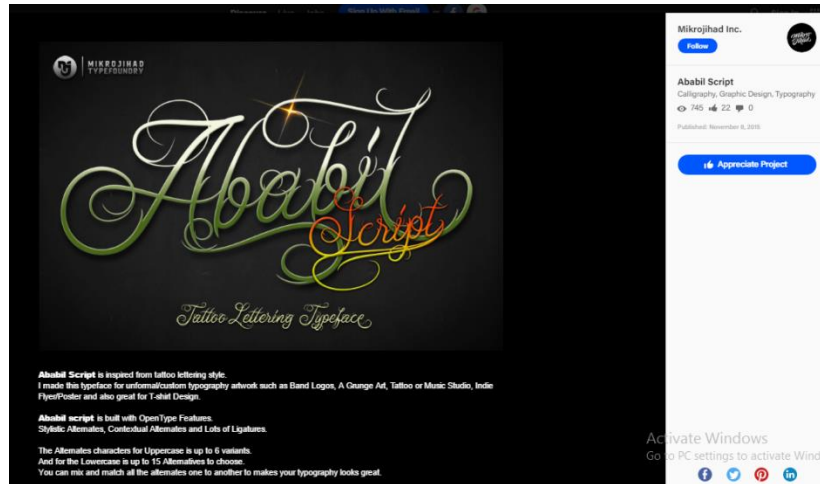 Sign Up With Email
MIKROJIHAD
TYPEFOUNDRY
Ababil
Script
Tattoo Lettering Typeface
Ababil Script is inspired from tattoo lettering style.
I made this typeface for unformal/custom typography artwork such as Band Logos, A Grunge Art, Tattoo or Music Studio, Indie
Flyer/Poster and also great for T-shirt Design.
Ababil script is built with OpenType Features.
Stylistic Alternates, Contextual Alternates and Lots of Ligatures.
The Alternates characters for Uppercase is up to 6 variants.
And for the Lowercase is up to 15 Alternatives to choose.
You can mix and match all the alternates one to another to makes your typography looks great.
Mikrojihad Inc.
Follow
Ababil Script
Calligraphy, Graphic Design, Typography
745 22 0
Published: November 9, 2015
Appreciate Project
Activate Windows
Go to PC settings to activate Wind